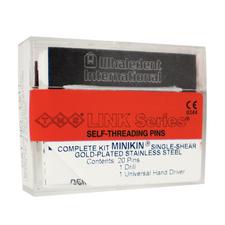 Whaledent
International
TMS LINK Series®
SELF-THREADING PINS
CE
0344
COMPLETE KIT MINIKIN® SINGLE-SHEAR
GOLD-PLATED STAINLESS STEEL
Contents: 20 Pins
1 Drill
1 Universal Hand Driver